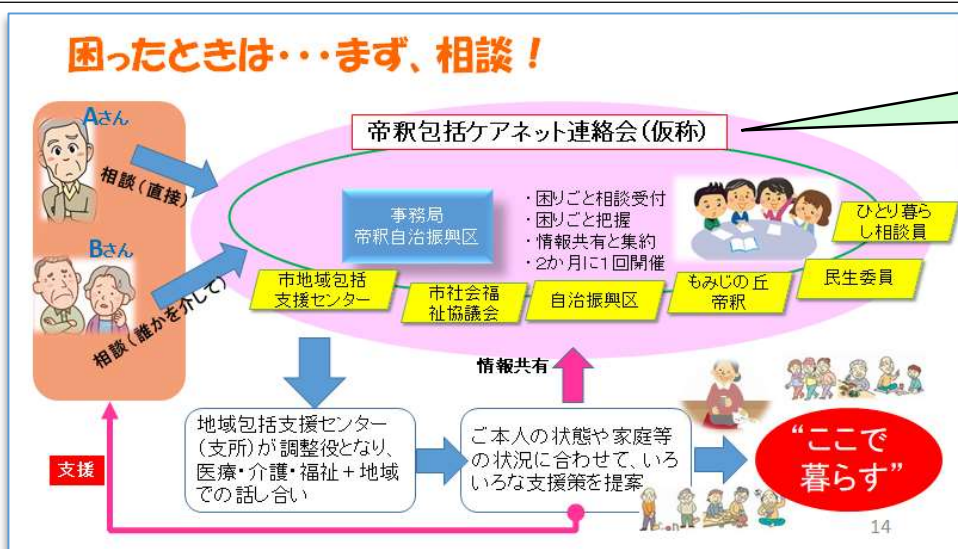 困ったときは・・・まず、相談！
Aさん
相談（直接）
Bさん
相談（誰かを介して）
帝釈包括ケアネット連絡会（仮称）
事務局
帝釈自治振興区
・困りごと相談受付
・困りごと把握
・情報共有と集約
・2か月に1回開催
市地域包括
支援センター
市社会福
祉協議会
自治振興区
もみじの丘
帝釈
民生委員
ひとり暮ら
し相談員
情報共有
支援
地域包括支援センター
（支所）が調整役となり、
医療・介護・福祉＋地域
での話し合い
ご本人の状態や家庭等
の状況に合わせて、いろ
いろな支援策を提案
“ここで
暮らす”
14